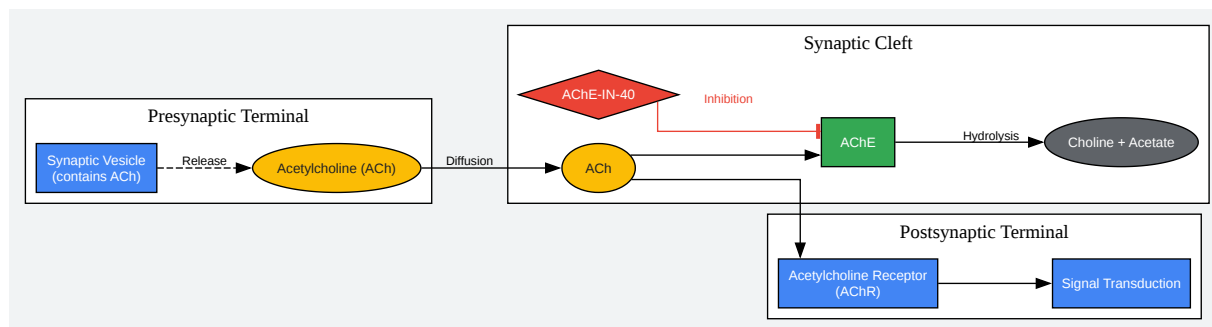 Synaptic Cleft
AChE-IN-40
Inhibition
Presynaptic Terminal
Synaptic Vesicle
(contains ACh)
Release
Acetylcholine (ACh)
Diffusion
ACh
AChE
Hydrolysis
Choline + Acetate
Postsynaptic Terminal
Acetylcholine Receptor
(AChR)
Signal Transduction